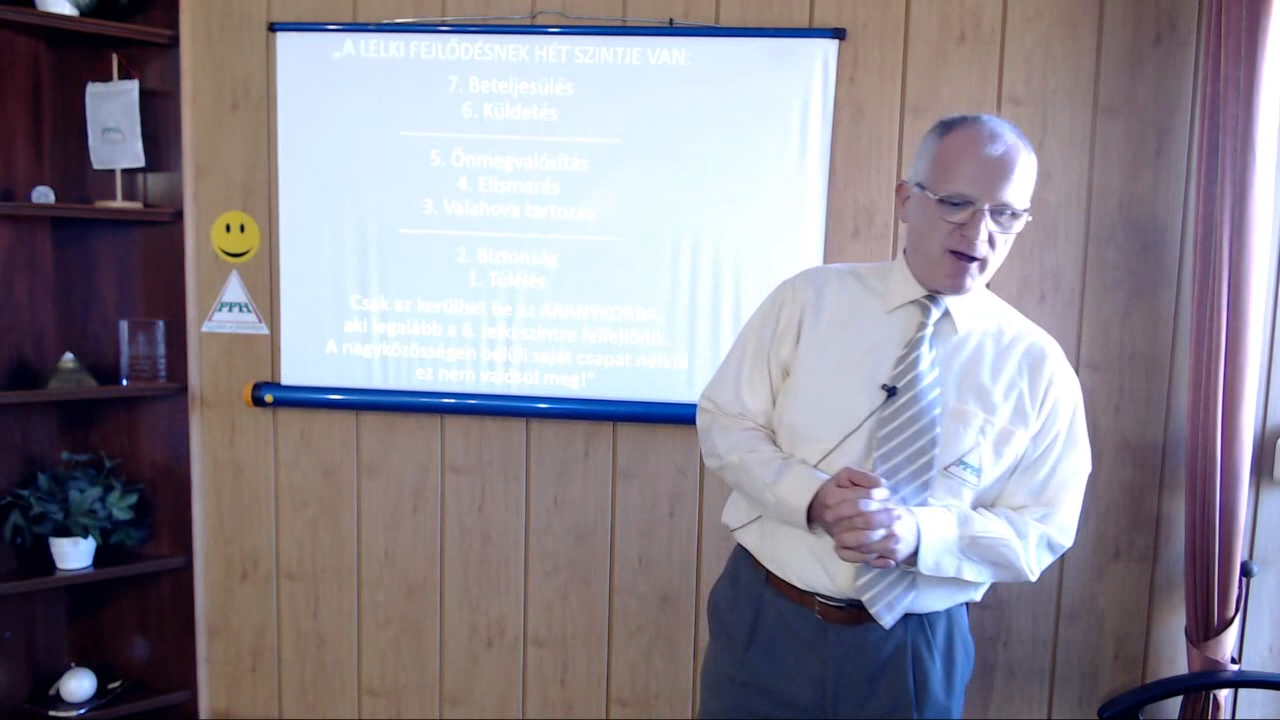 „A LELKI FEJLŐDÉSNEK HÉT SZINTJE VAN:
7. Beteljesülés
6. Küldetés
5. Önmegvalósítás
4. Elismerés
3. Valahova tartozás
2. Biztonság
1. Túlélés
Csak az kerülhet be az ARANYKORBA,
aki legalább a 6. lelki szintre felfejlődik.
A nagyközösségen belüli saját csapat nélkül
ez nem valósul meg!”
PPH
PPH